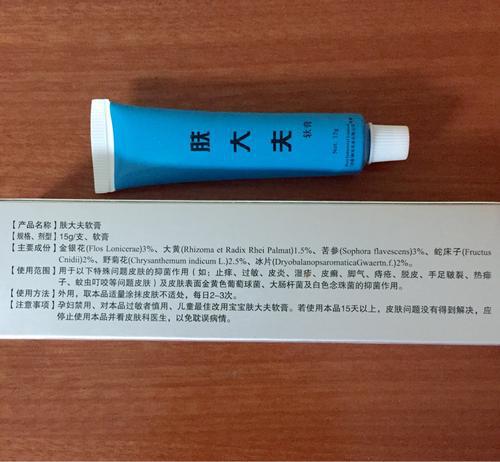 肤大夫
软膏
Net. 15g
【产品名称】肤大夫软膏
【规格、剂型】15g/支、软膏
【主要成份】金银花(Flos Lonicerae)3%、大黄(Rhizoma et Radix Rhei Palmat)1.5%、苦参(Sophora flavescens)3%、蛇床子(Fructus
Cnidii)2%、野菊花(Chrysanthemum indicum L.)2.5%、冰片(DryobalanopsaromaticaGwaertn.f.)2%。
【使用范围】用于以下特殊问题皮肤的抑菌作用(如:止痒、过敏、皮炎、湿疹、皮癣、脚气、痔疮、脱皮、手足皲裂、热痱
子、蚊虫叮咬等问题皮肤)及皮肤表面金黄色葡萄球菌、大肠杆菌及白色念珠菌的抑菌作用。
【使用方法】外用,取本品适量涂抹皮肤不适处,每日2-3次。
【注意事项】孕妇禁用、对本品过敏者慎用、儿童最佳改用宝宝肤大夫软膏。若使用本品15天以上,皮肤问题没有得到解决,应
停止使用本品并看皮肤科医生,以免耽误病情。